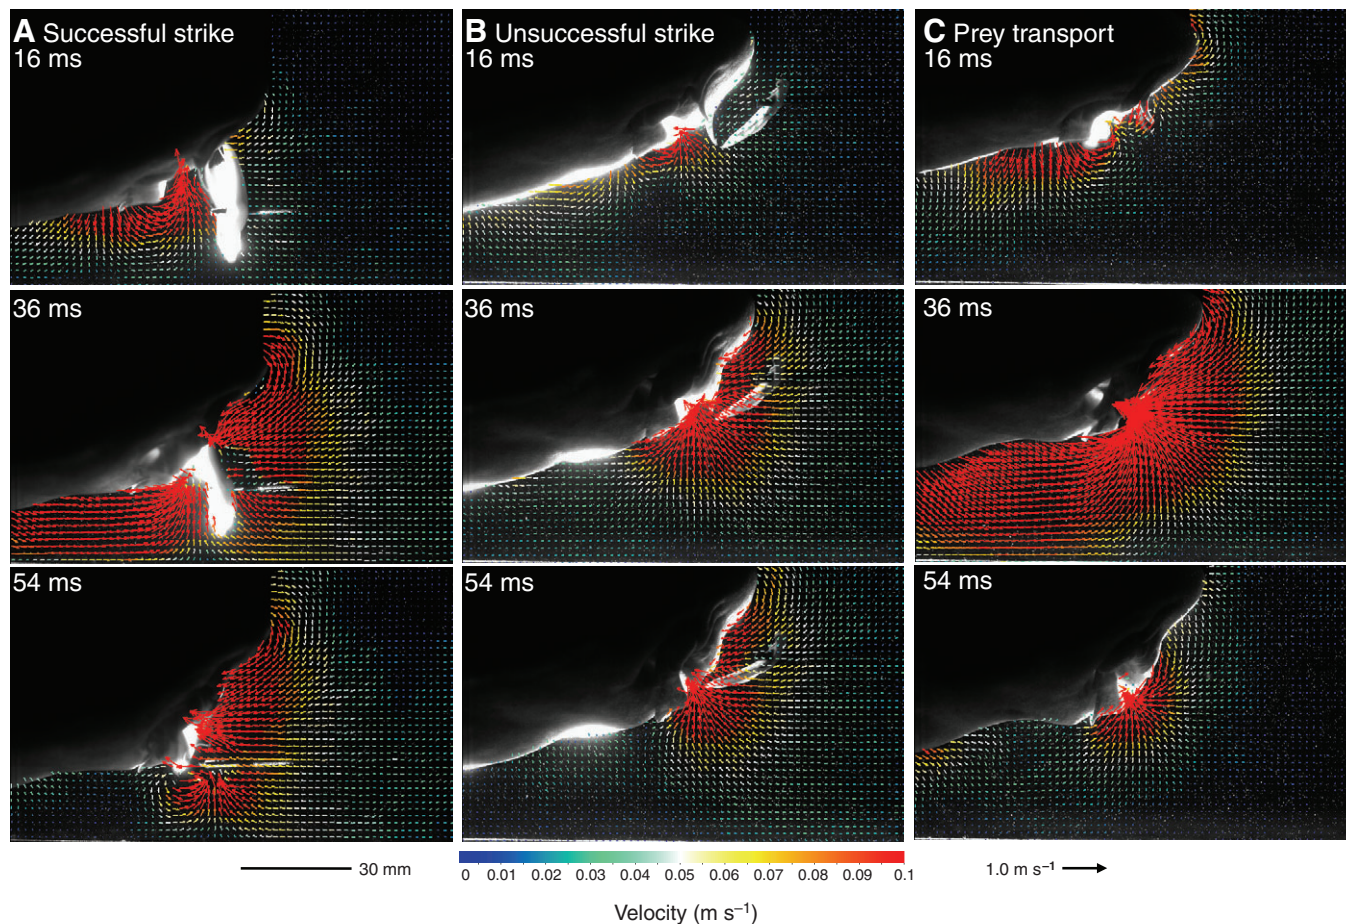 A Successful strike
16 ms
B Unsuccessful strike
16 ms
C Prey transport
16 ms
36 ms
36 ms
36 ms
54 ms
54 ms
54 ms
30 mm
0 0.01 0.02 0.03 0.04 0.05 0.06 0.07 0.08 0.09 0.1
Velocity (m s⁻¹)
1.0 m s⁻¹